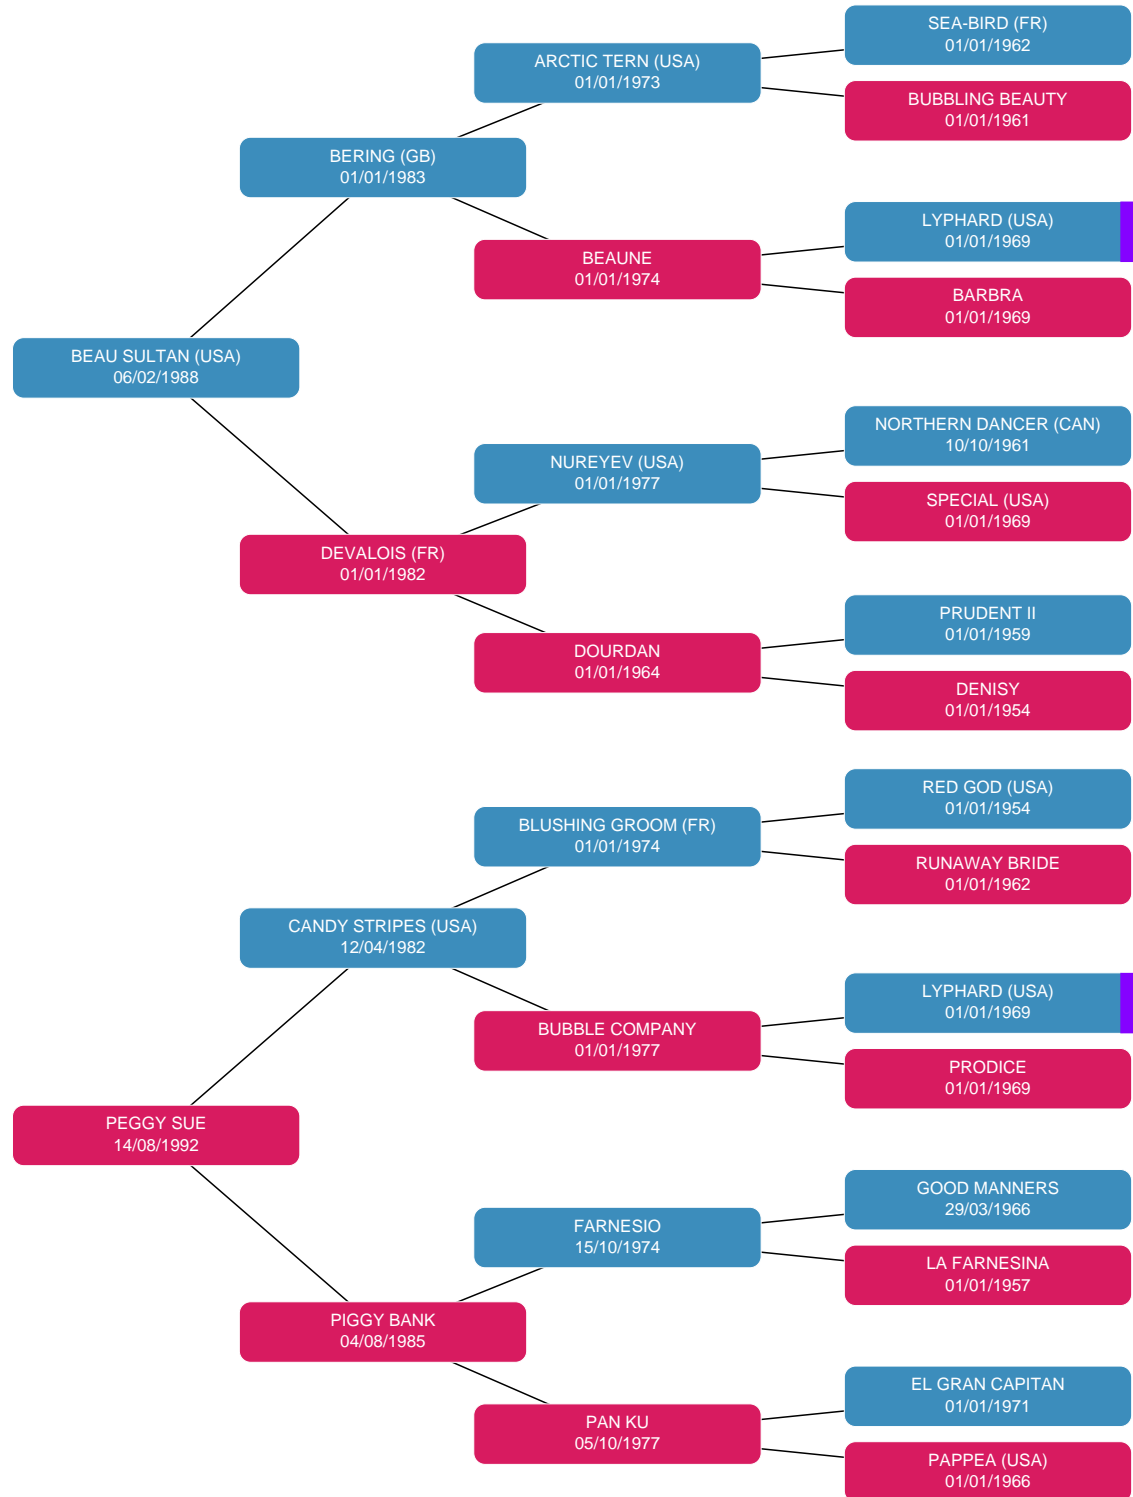 SEA-BIRD (FR)
01/01/1962
ARCTIC TERN (USA)
01/01/1973
BUBBLING BEAUTY
01/01/1961
BERING (GB)
01/01/1983
LYPHARD (USA)
01/01/1969
BEAUNE
01/01/1974
BARBRA
01/01/1969
BEAU SULTAN (USA)
06/02/1988
NORTHERN DANCER (CAN)
10/10/1961
NUREYEV (USA)
01/01/1977
SPECIAL (USA)
01/01/1969
DEVALOIS (FR)
01/01/1982
PRUDENT II
01/01/1959
DOURDAN
01/01/1964
DENISY
01/01/1954
RED GOD (USA)
01/01/1954
BLUSHING GROOM (FR)
01/01/1974
RUNAWAY BRIDE
01/01/1962
CANDY STRIPES (USA)
12/04/1982
LYPHARD (USA)
01/01/1969
BUBBLE COMPANY
01/01/1977
PRODICE
01/01/1969
PEGGY SUE
14/08/1992
GOOD MANNERS
29/03/1966
FARNESIO
15/10/1974
LA FARNESINA
01/01/1957
PIGGY BANK
04/08/1985
EL GRAN CAPITAN
01/01/1971
PAN KU
05/10/1977
PAPPEA (USA)
01/01/1966